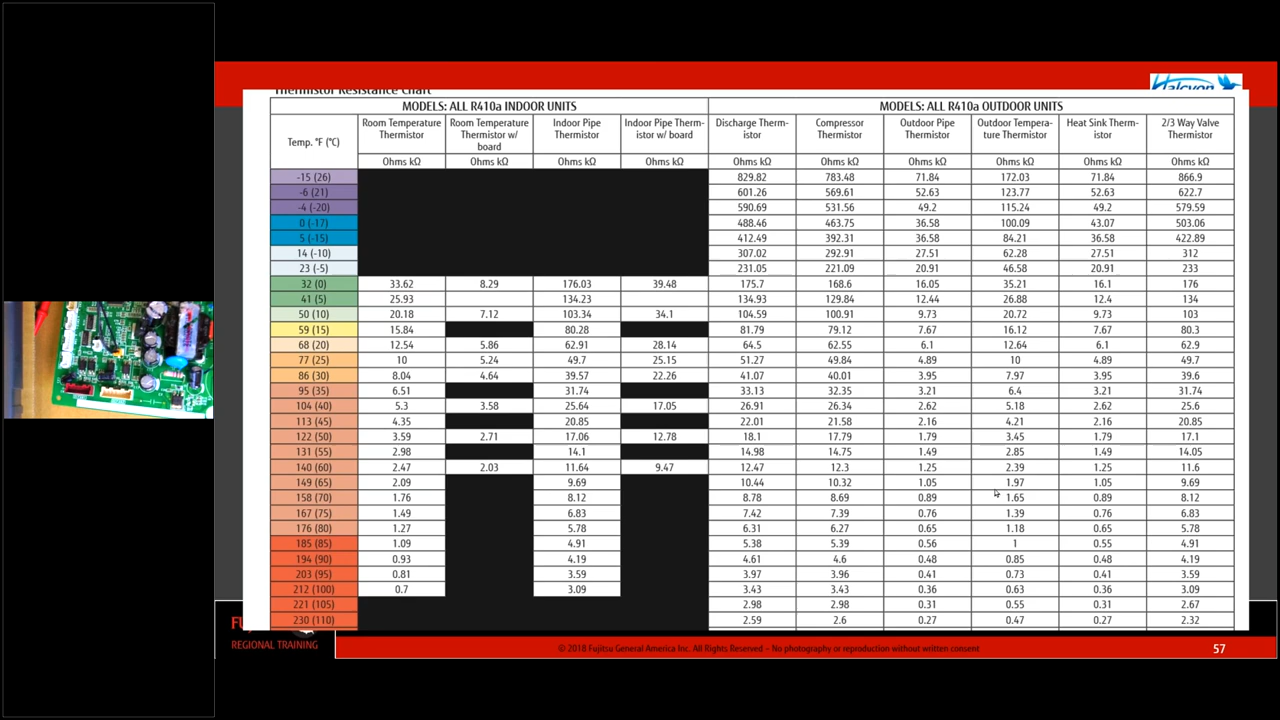 Thermistor Resistance Chart
Halcyon
MODELS: ALL R410a INDOOR UNITS MODELS: ALL R410a OUTDOOR UNITS
Temp. °F (°C) Room Temperature Thermistor Room Temperature Thermistor w/ board Indoor Pipe Thermistor Indoor Pipe Therm-istor w/ board Discharge Therm-istor Compressor Thermistor Outdoor Pipe Thermistor Outdoor Tempera-ture Thermistor Heat Sink Therm-istor 2/3 Way Valve Thermistor
Ohms kΩ Ohms kΩ Ohms kΩ Ohms kΩ Ohms kΩ Ohms kΩ Ohms kΩ Ohms kΩ Ohms kΩ Ohms kΩ
-15 (26) 829.82 783.48 71.84 172.03 71.84 866.9
-6 (21) 601.26 569.61 52.63 123.77 52.63 622.7
-4 (-20) 590.69 531.56 49.2 115.24 49.2 579.59
0 (-17) 488.46 463.75 36.58 100.09 43.07 503.06
5 (-15) 412.49 392.31 36.58 84.21 36.58 422.89
14 (-10) 307.02 292.91 27.51 62.28 27.51 312
23 (-5) 231.05 221.09 20.91 46.58 20.91 233
32 (0) 33.62 8.29 176.03 39.48 175.7 168.6 16.05 35.21 16.1 176
41 (5) 25.93 134.23 134.93 129.84 12.44 26.88 12.4 134
50 (10) 20.18 7.12 103.34 34.1 104.59 100.91 9.73 20.72 9.73 103
59 (15) 15.84 80.28 81.79 79.12 7.67 16.12 7.67 80.3
68 (20) 12.54 5.86 62.91 28.14 64.5 62.55 6.1 12.64 6.1 62.9
77 (25) 10 5.24 49.7 25.15 51.27 49.84 4.89 10 4.89 49.7
86 (30) 8.04 4.64 39.57 22.26 41.07 40.01 3.95 7.97 3.95 39.6
95 (35) 6.51 31.74 33.13 32.35 3.21 6.4 3.21 31.74
104 (40) 5.3 3.58 25.64 17.05 26.91 26.34 2.62 5.18 2.62 25.6
113 (45) 4.35 20.85 22.01 21.58 2.16 4.21 2.16 20.85
122 (50) 3.59 2.71 17.06 12.78 18.1 17.79 1.79 3.45 1.79 17.1
131 (55) 2.98 14.1 14.98 14.75 1.49 2.85 1.49 14.05
140 (60) 2.47 2.03 11.64 9.47 12.47 12.3 1.25 2.39 1.25 11.6
149 (65) 2.09 9.69 10.44 10.32 1.05 1.97 1.05 9.69
158 (70) 1.76 8.12 8.78 8.69 0.89 1.65 0.89 8.12
167 (75) 1.49 6.83 7.42 7.39 0.76 1.39 0.76 6.83
176 (80) 1.27 5.78 6.31 6.27 0.65 1.18 0.65 5.78
185 (85) 1.09 4.91 5.38 5.39 0.56 1 0.55 4.91
194 (90) 0.93 4.19 4.61 4.6 0.48 0.85 0.48 4.19
203 (95) 0.81 3.59 3.97 3.96 0.41 0.73 0.41 3.59
212 (100) 0.7 3.09 3.43 3.43 0.36 0.63 0.36 3.09
221 (105) 2.98 2.98 0.31 0.55 0.31 2.67
230 (110) 2.59 2.6 0.27 0.47 0.27 2.32
FU
REGIONAL TRAINING
© 2018 Fujitsu General America Inc. All Rights Reserved – No photography or reproduction without written consent
57